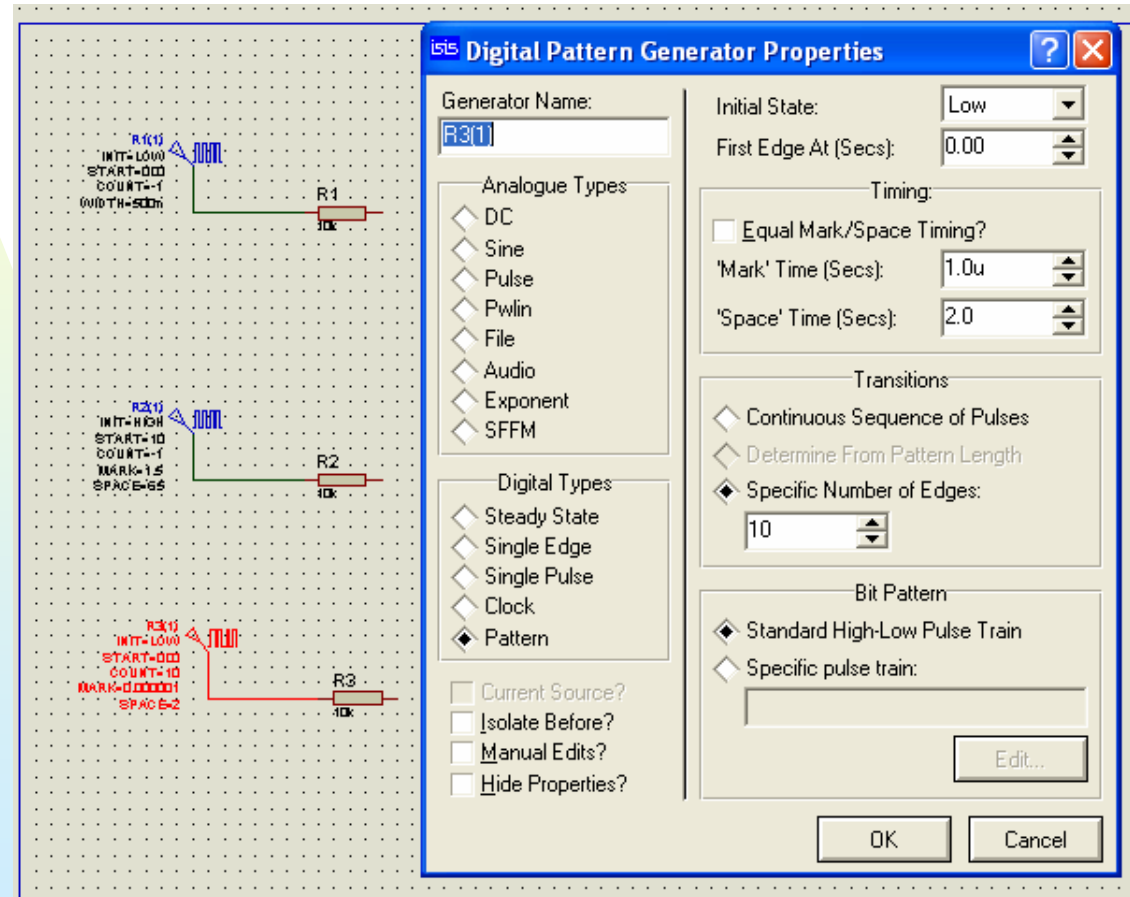 R1(1)
INIT=LOW
START=000
COUNT=-1
WIDTH=500m
R1
10k
R2(1)
INIT=HIGH
START=10
COUNT=-1
MARK=1.5
R2
10k
R3(1)
INIT=LOW
START=000
COUNT=10
MARK=0.000001
SPACE=2
R3
10k
isis Digital Pattern Generator Properties
Generator Name:
R3(1)
Analogue Types
DC
Sine
Pulse
Pwlin
File
Audio
Exponent
SFFM
Digital Types
Steady State
Single Edge
Single Pulse
Clock
Pattern
Current Source?
Isolate Before?
Manual Edits?
Hide Properties?
Initial State:
Low
First Edge At (Secs):
0.00
Timing:
Equal Mark/Space Timing?
'Mark' Time (Secs):
1.0u
'Space' Time (Secs):
2.0
Transitions
Continuous Sequence of Pulses
Determine From Pattern Length
Specific Number of Edges:
10
Bit Pattern
Standard High-Low Pulse Train
Specific pulse train:
Edit...
OK
Cancel